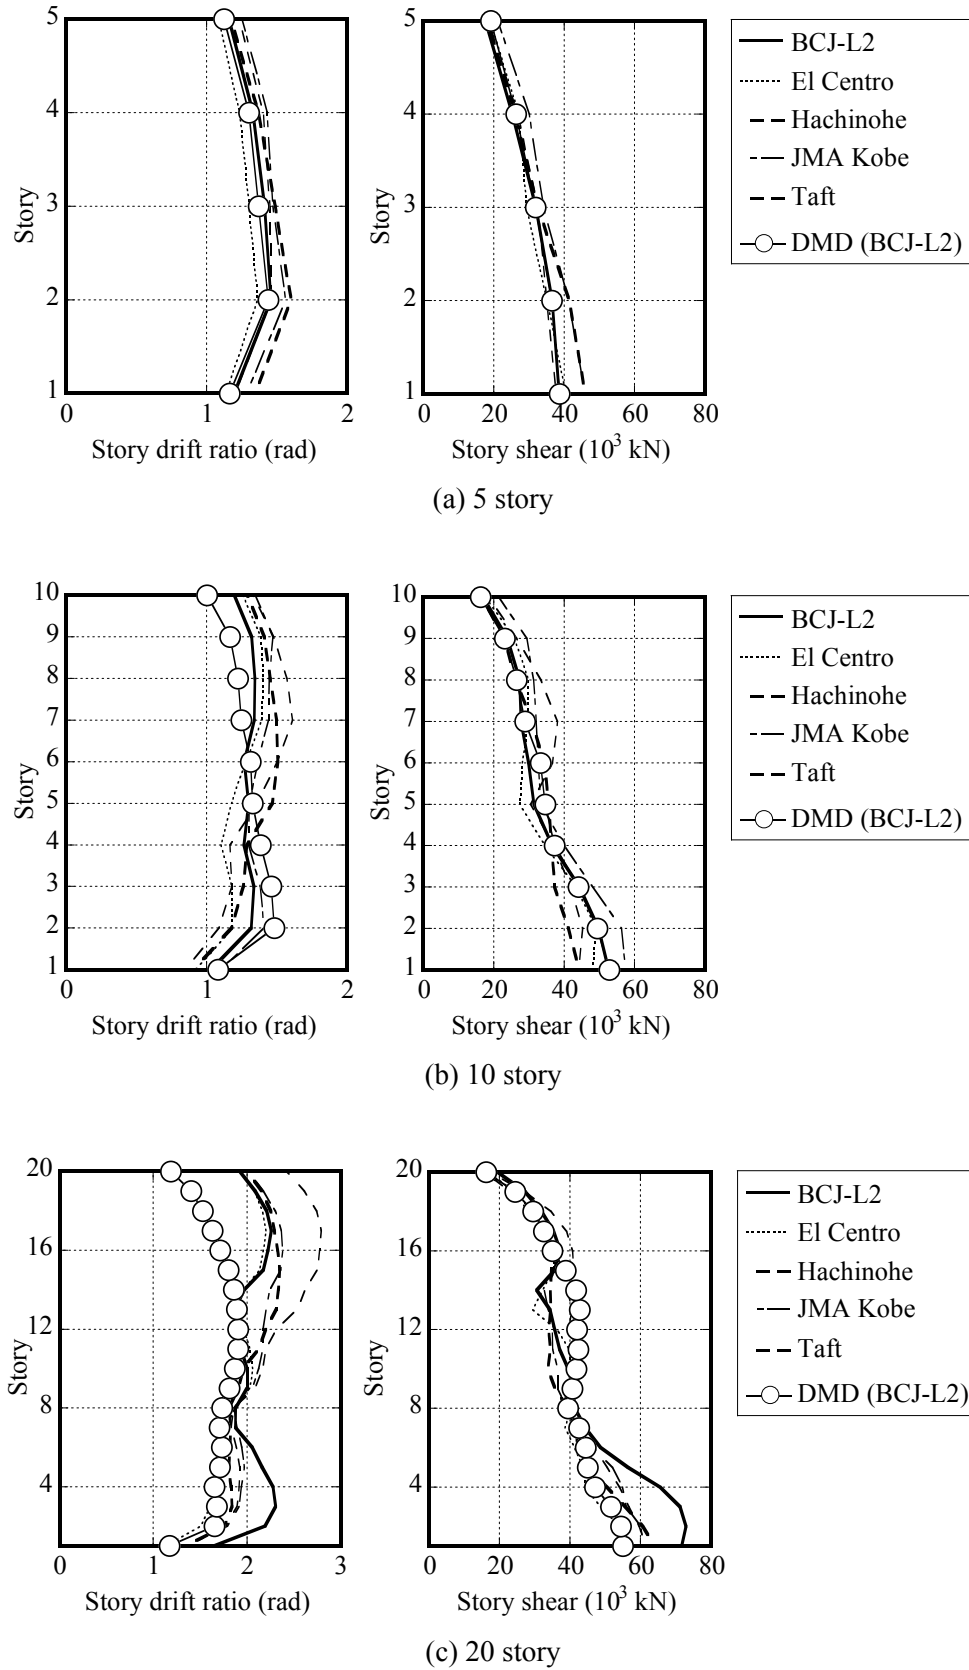 5
4
3
2
1
Story
0
1
2
Story drift ratio (rad)
5
4
3
2
1
Story
0
20
40
60
80
Story shear (10³ kN)
BCJ-L2
El Centro
Hachinohe
JMA Kobe
Taft
DMD (BCJ-L2)
(a) 5 story
10
9
8
7
6
5
4
3
2
1
Story
0
1
2
Story drift ratio (rad)
10
9
8
7
6
5
4
3
2
1
Story
0
20
40
60
80
Story shear (10³ kN)
BCJ-L2
El Centro
Hachinohe
JMA Kobe
Taft
DMD (BCJ-L2)
(b) 10 story
20
16
12
8
4
Story
0
1
2
3
Story drift ratio (rad)
20
16
12
8
4
Story
0
20
40
60
80
Story shear (10³ kN)
BCJ-L2
El Centro
Hachinohe
JMA Kobe
Taft
DMD (BCJ-L2)
(c) 20 story